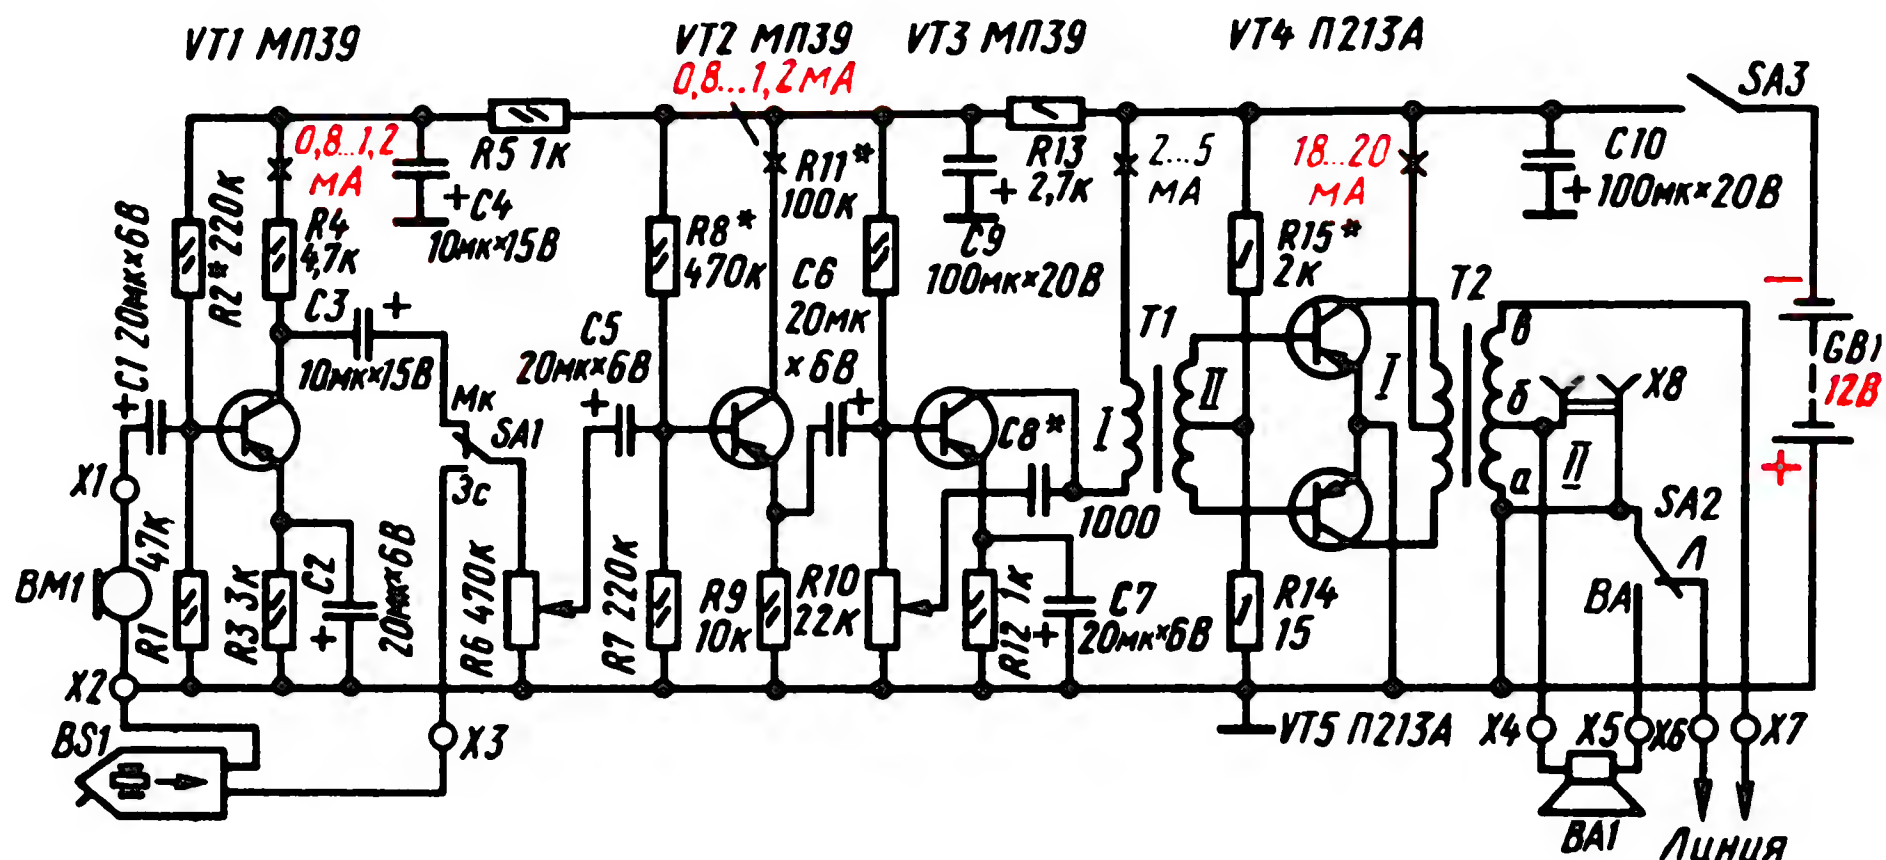 VT1 МП39
VT2 МП39
0,8...1,2мА
VT3 МП39
VT4 П213А
SA3
0,8...1,2
мА
R5 1к
R11*
100к
R13
2,7к
2...5
мА
18...20
мА
C10
100мк×20В
C1 20мк×6В
R2* 220к
R4
4,7к
C4
10мк×15В
R8*
470к
C9
100мк×20В
R15*
2к
C3
10мк×15В
C5
20мк×6В
C6
20мк
×6В
T1
T2
I
II
I
в
б
а
II
X8
GB1
12В
Мк
SA1
Зс
C8*
1000
X1
47к
R1
BM1
X2
R3 3к
C2
20мк×6В
R6 470к
R7 220к
R9
10к
R10
22к
R12 1к
C7
20мк×6В
R14
15
SA2
Л
ВА
BS1
X3
VT5 П213А
X4
X5
X6
X7
BA1
Линия